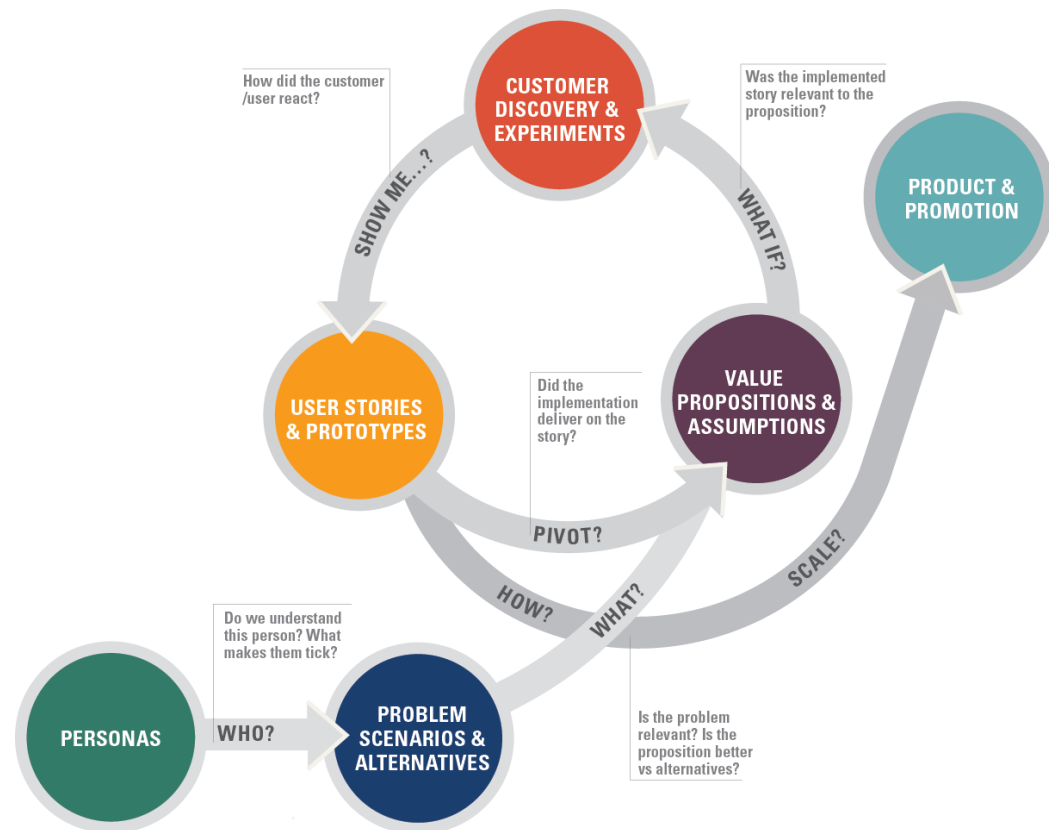 How did the customer
/user react?
CUSTOMER
DISCOVERY &
EXPERIMENTS
Was the implemented
story relevant to the
proposition?
PRODUCT &
PROMOTION
SHOW ME...?
WHAT IF?
USER STORIES
& PROTOTYPES
Did the
implementation
deliver on the
story?
VALUE
PROPOSITIONS &
ASSUMPTIONS
PIVOT?
HOW?
WHAT?
SCALE?
Do we understand
this person? What
makes them tick?
PERSONAS
WHO?
PROBLEM
SCENARIOS &
ALTERNATIVES
Is the problem
relevant? Is the
proposition better
vs alternatives?